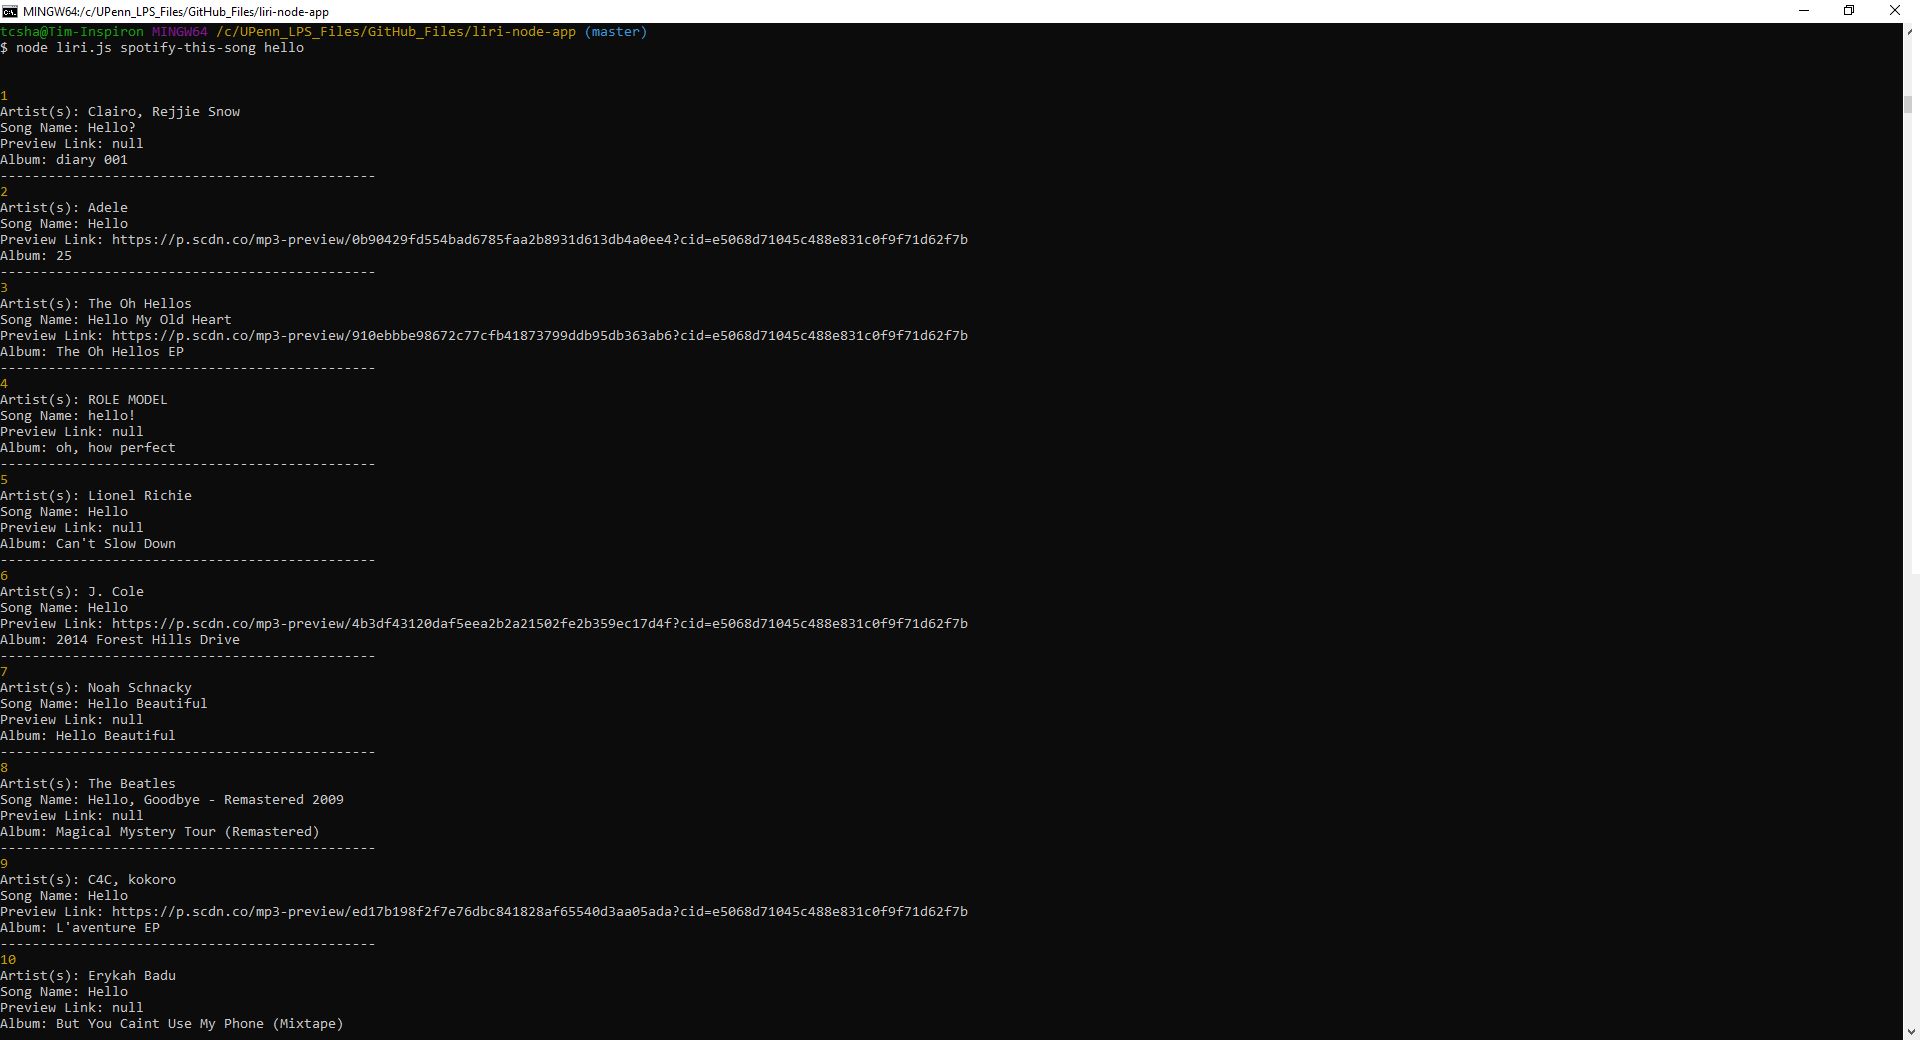 MINGW64:/c/UPenn_LPS_Files/GitHub_Files/liri-node-app
tcsha@Tim-Inspiron MINGW64 /c/UPenn_LPS_Files/GitHub_Files/liri-node-app (master)
$ node liri.js spotify-this-song hello
1
Artist(s): Clairo, Rejjie Snow
Song Name: Hello?
Preview Link: null
Album: diary 001
-----------------------------------------------
2
Artist(s): Adele
Song Name: Hello
Preview Link: https://p.scdn.co/mp3-preview/0b90429fd554bad6785faa2b8931d613db4a0ee4?cid=e5068d71045c488e831c0f9f71d62f7b
Album: 25
-----------------------------------------------
3
Artist(s): The Oh Hellos
Song Name: Hello My Old Heart
Preview Link: https://p.scdn.co/mp3-preview/910ebbbe98672c77cfb41873799ddb95db363ab6?cid=e5068d71045c488e831c0f9f71d62f7b
Album: The Oh Hellos EP
-----------------------------------------------
4
Artist(s): ROLE MODEL
Song Name: hello!
Preview Link: null
Album: oh, how perfect
-----------------------------------------------
5
Artist(s): Lionel Richie
Song Name: Hello
Preview Link: null
Album: Can't Slow Down
-----------------------------------------------
6
Artist(s): J. Cole
Song Name: Hello
Preview Link: https://p.scdn.co/mp3-preview/4b3df43120daf5eea2b2a21502fe2b359ec17d4f?cid=e5068d71045c488e831c0f9f71d62f7b
Album: 2014 Forest Hills Drive
-----------------------------------------------
7
Artist(s): Noah Schnacky
Song Name: Hello Beautiful
Preview Link: null
Album: Hello Beautiful
-----------------------------------------------
8
Artist(s): The Beatles
Song Name: Hello, Goodbye - Remastered 2009
Preview Link: null
Album: Magical Mystery Tour (Remastered)
-----------------------------------------------
9
Artist(s): C4C, kokoro
Song Name: Hello
Preview Link: https://p.scdn.co/mp3-preview/ed17b198f2f7e76dbc841828af65540d3aa05ada?cid=e5068d71045c488e831c0f9f71d62f7b
Album: L'aventure EP
-----------------------------------------------
10
Artist(s): Erykah Badu
Song Name: Hello
Preview Link: null
Album: But You Caint Use My Phone (Mixtape)